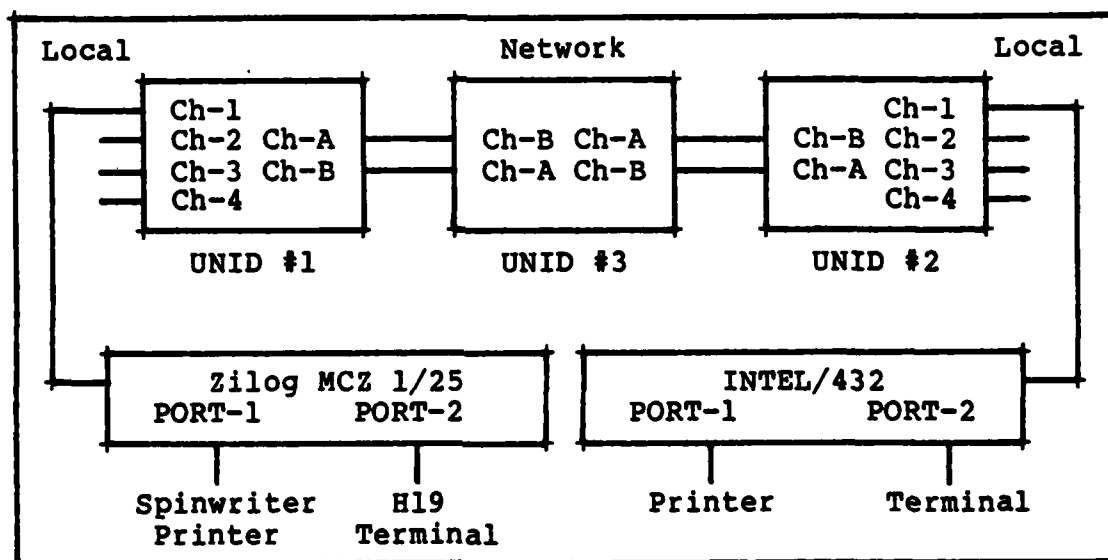 Local Network Local
Ch-1 Ch-1
Ch-2 Ch-A Ch-B Ch-A Ch-B Ch-2
Ch-3 Ch-B Ch-A Ch-B Ch-A Ch-3
Ch-4 Ch-4
UNID #1 UNID #3 UNID #2
Zilog MCZ 1/25 INTEL/432
PORT-1 PORT-2 PORT-1 PORT-2
Spinwriter H19 Printer Terminal
Printer Terminal